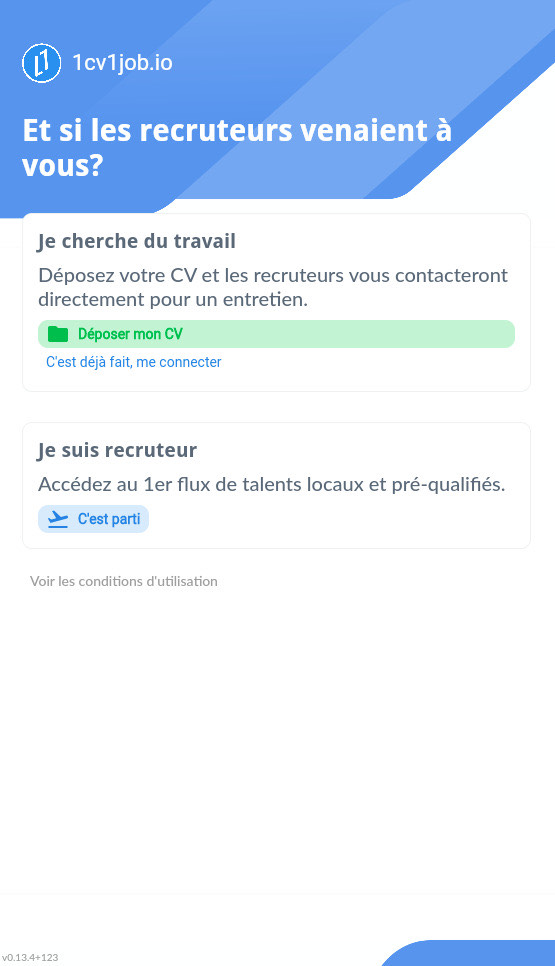 1cv1job.io
Et si les recruteurs venaient à
vous?
Je cherche du travail
Déposez votre CV et les recruteurs vous contacteront
directement pour un entretien.
Déposer mon CV
C'est déjà fait, me connecter
Je suis recruteur
Accédez au 1er flux de talents locaux et pré-qualifiés.
C'est parti
Voir les conditions d'utilisation
v0.13.4+123